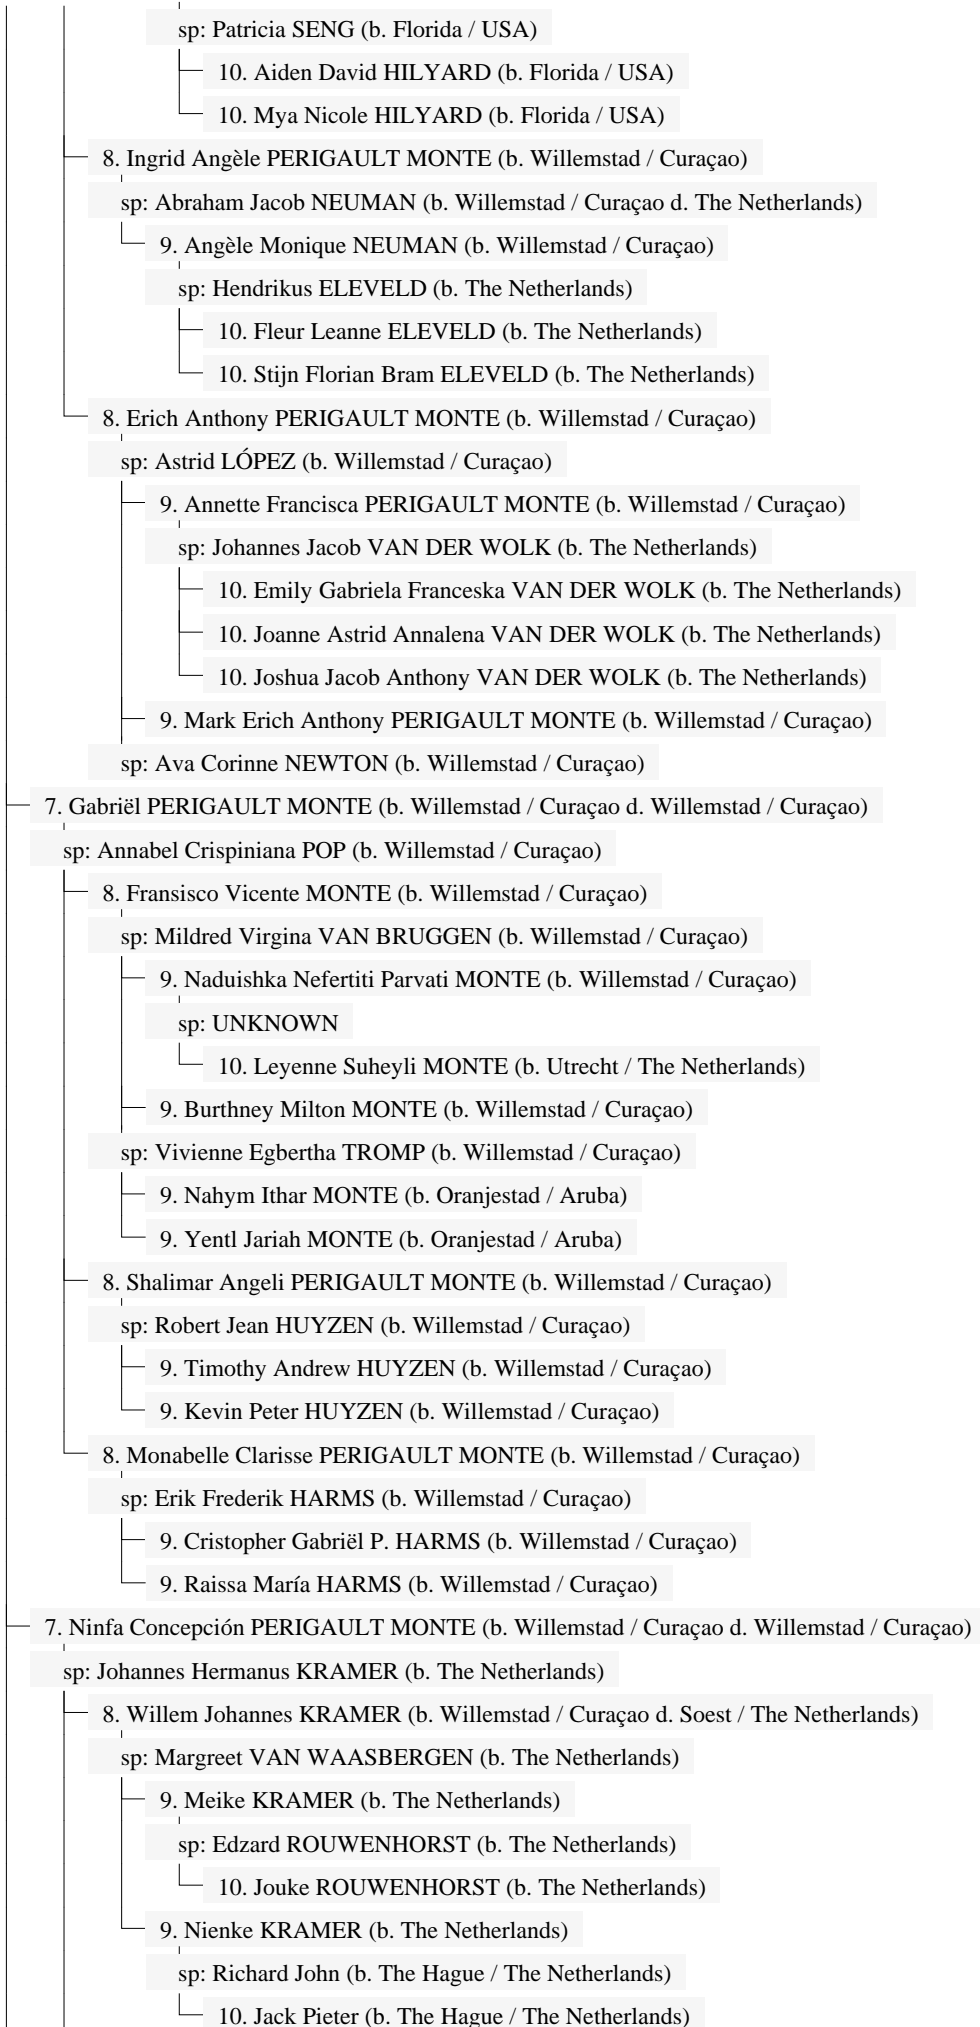 sp: Patricia SENG (b. Florida / USA)
10. Aiden David HILYARD (b. Florida / USA)
10. Mya Nicole HILYARD (b. Florida / USA)
8. Ingrid Angèle PERIGAULT MONTE (b. Willemstad / Curaçao)
sp: Abraham Jacob NEUMAN (b. Willemstad / Curaçao d. The Netherlands)
9. Angèle Monique NEUMAN (b. Willemstad / Curaçao)
sp: Hendrikus ELEVELD (b. The Netherlands)
10. Fleur Leanne ELEVELD (b. The Netherlands)
10. Stijn Florian Bram ELEVELD (b. The Netherlands)
8. Erich Anthony PERIGAULT MONTE (b. Willemstad / Curaçao)
sp: Astrid LÓPEZ (b. Willemstad / Curaçao)
9. Annette Francisca PERIGAULT MONTE (b. Willemstad / Curaçao)
sp: Johannes Jacob VAN DER WOLK (b. The Netherlands)
10. Emily Gabriela Franceska VAN DER WOLK (b. The Netherlands)
10. Joanne Astrid Annalena VAN DER WOLK (b. The Netherlands)
10. Joshua Jacob Anthony VAN DER WOLK (b. The Netherlands)
9. Mark Erich Anthony PERIGAULT MONTE (b. Willemstad / Curaçao)
sp: Ava Corinne NEWTON (b. Willemstad / Curaçao)
7. Gabriël PERIGAULT MONTE (b. Willemstad / Curaçao d. Willemstad / Curaçao)
sp: Annabel Crispiniana POP (b. Willemstad / Curaçao)
8. Fransisco Vicente MONTE (b. Willemstad / Curaçao)
sp: Mildred Virgina VAN BRUGGEN (b. Willemstad / Curaçao)
9. Naduishka Nefertiti Parvati MONTE (b. Willemstad / Curaçao)
sp: UNKNOWN
10. Leyenne Suheyli MONTE (b. Utrecht / The Netherlands)
9. Burthney Milton MONTE (b. Willemstad / Curaçao)
sp: Vivienne Egbertha TROMP (b. Willemstad / Curaçao)
9. Nahym Ithar MONTE (b. Oranjestad / Aruba)
9. Yentl Jariah MONTE (b. Oranjestad / Aruba)
8. Shalimar Angeli PERIGAULT MONTE (b. Willemstad / Curaçao)
sp: Robert Jean HUYZEN (b. Willemstad / Curaçao)
9. Timothy Andrew HUYZEN (b. Willemstad / Curaçao)
9. Kevin Peter HUYZEN (b. Willemstad / Curaçao)
8. Monabelle Clarisse PERIGAULT MONTE (b. Willemstad / Curaçao)
sp: Erik Frederik HARMS (b. Willemstad / Curaçao)
9. Cristopher Gabriël P. HARMS (b. Willemstad / Curaçao)
9. Raissa María HARMS (b. Willemstad / Curaçao)
7. Ninfa Concepción PERIGAULT MONTE (b. Willemstad / Curaçao d. Willemstad / Curaçao)
sp: Johannes Hermanus KRAMER (b. The Netherlands)
8. Willem Johannes KRAMER (b. Willemstad / Curaçao d. Soest / The Netherlands)
sp: Margreet VAN WAASBERGEN (b. The Netherlands)
9. Meike KRAMER (b. The Netherlands)
sp: Edzard ROUWENHORST (b. The Netherlands)
10. Jouke ROUWENHORST (b. The Netherlands)
9. Nienke KRAMER (b. The Netherlands)
sp: Richard John (b. The Hague / The Netherlands)
10. Jack Pieter (b. The Hague / The Netherlands)